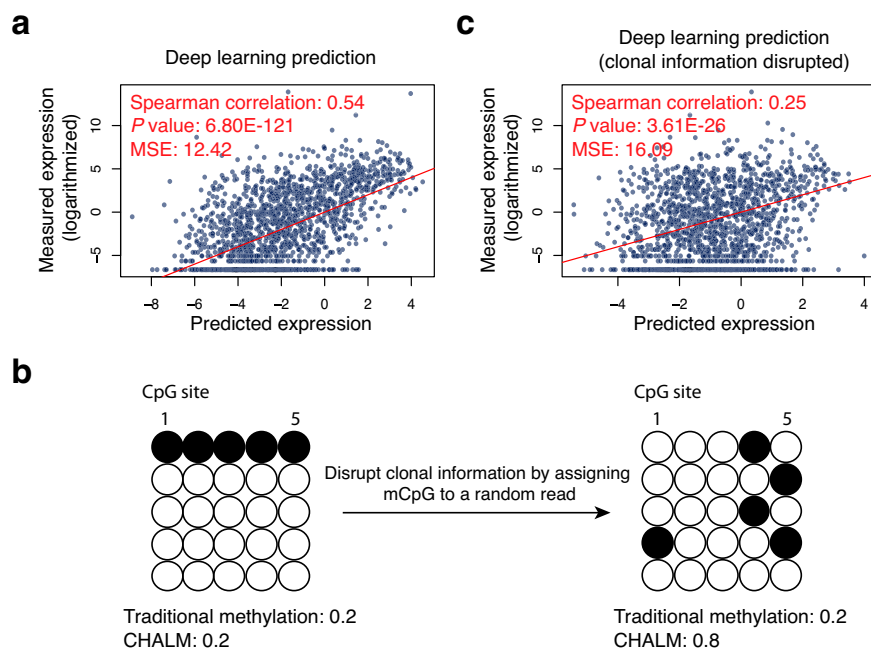 a
Deep learning prediction
Spearman correlation: 0.54
P value: 6.80E-121
MSE: 12.42
Measured expression
(logarithmized)
10
5
0
−5
−8
−6
−4
−2
0
2
4
Predicted expression
c
Deep learning prediction
(clonal information disrupted)
Spearman correlation: 0.25
P value: 3.61E-26
MSE: 16.09
Measured expression
(logarithmized)
10
5
0
−5
−4
−2
0
2
4
Predicted expression
b
CpG site
1 5
Traditional methylation: 0.2
CHALM: 0.2
Disrupt clonal information by assigning
mCpG to a random read
CpG site
1 5
Traditional methylation: 0.2
CHALM: 0.8